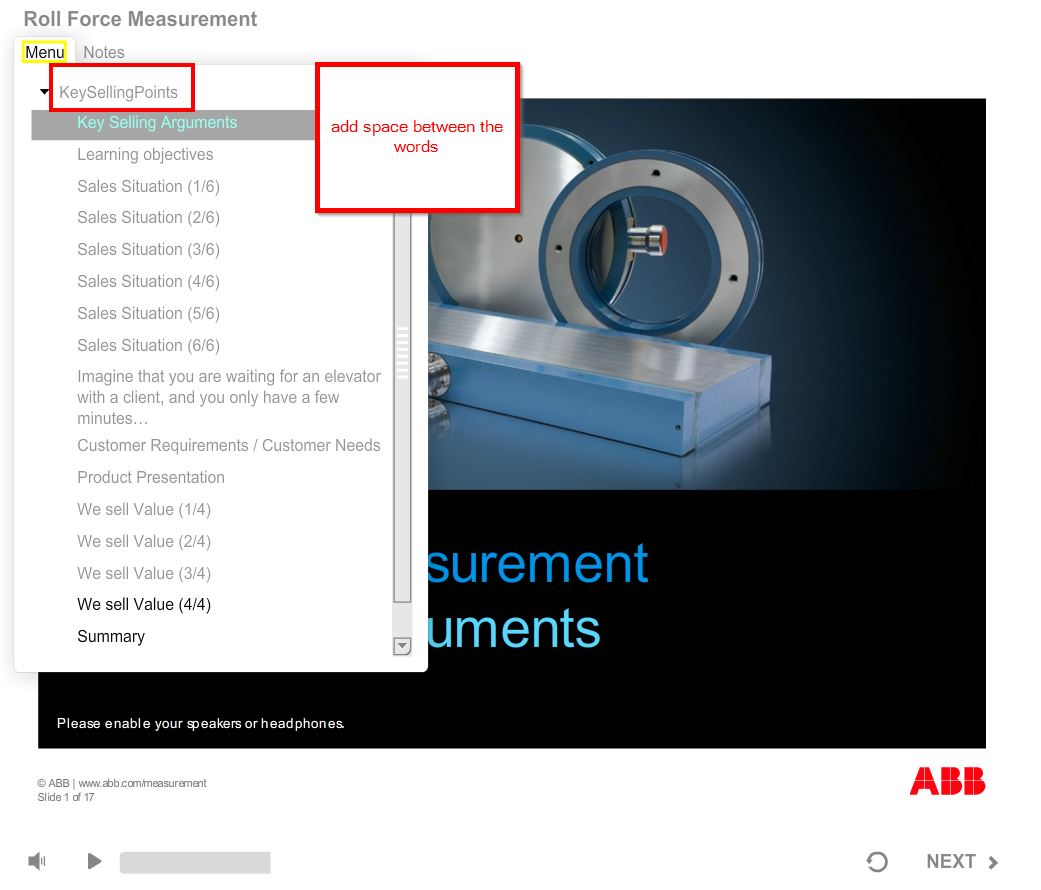 Roll Force Measurement
Menu
Notes
KeySellingPoints
add space between the
words
Key Selling Arguments
Learning objectives
Sales Situation (1/6)
Sales Situation (2/6)
Sales Situation (3/6)
Sales Situation (4/6)
Sales Situation (5/6)
Sales Situation (6/6)
Imagine that you are waiting for an elevator
with a client, and you only have a few
minutes…
Customer Requirements / Customer Needs
Product Presentation
We sell Value (1/4)
We sell Value (2/4)
We sell Value (3/4)
We sell Value (4/4)
Summary
surement
uments
Please enable your speakers or headphones.
© ABB | www.abb.com/measurement
Slide 1 of 17
ABB
NEXT